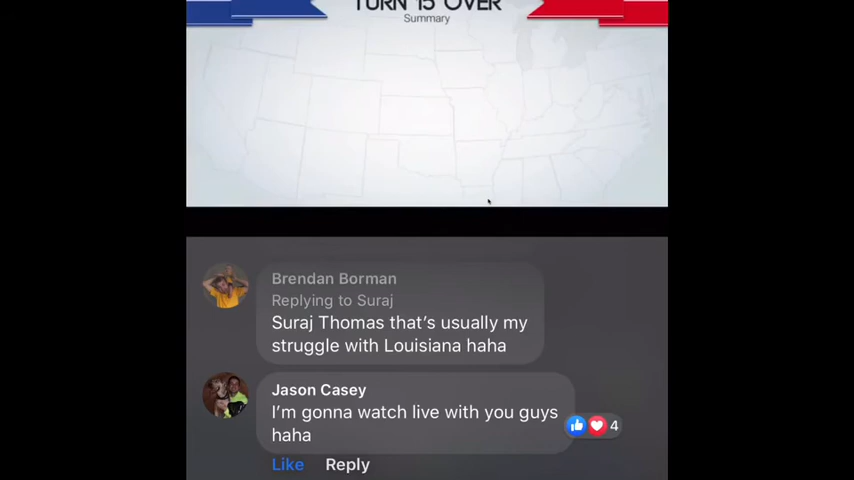 TURN 15 OVER
Summary
Brendan Borman
Replying to Suraj
Suraj Thomas that's usually my
struggle with Louisiana haha
Jason Casey
I'm gonna watch live with you guys
haha
4
Like Reply